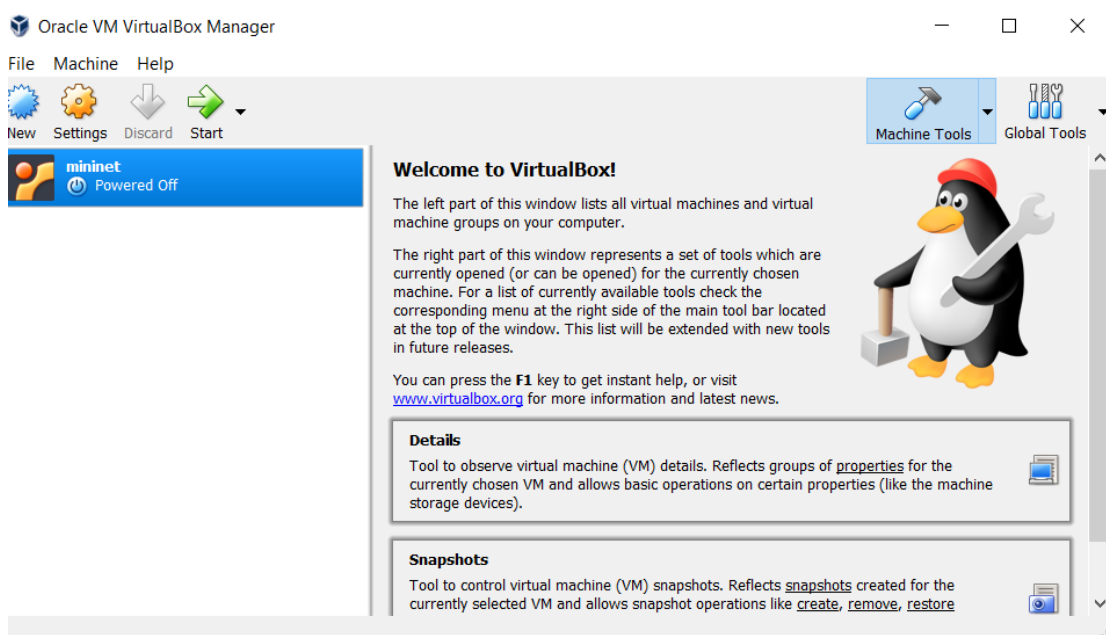 Oracle VM VirtualBox Manager
File Machine Help
New Settings Discard Start
Machine Tools Global Tools
mininet
Powered Off
Welcome to VirtualBox!
The left part of this window lists all virtual machines and virtual
machine groups on your computer.
The right part of this window represents a set of tools which are
currently opened (or can be opened) for the currently chosen
machine. For a list of currently available tools check the
corresponding menu at the right side of the main tool bar located
at the top of the window. This list will be extended with new tools
in future releases.
You can press the F1 key to get instant help, or visit
www.virtualbox.org for more information and latest news.
Details
Tool to observe virtual machine (VM) details. Reflects groups of properties for the
currently chosen VM and allows basic operations on certain properties (like the machine
storage devices).
Snapshots
Tool to control virtual machine (VM) snapshots. Reflects snapshots created for the
currently selected VM and allows snapshot operations like create, remove, restore